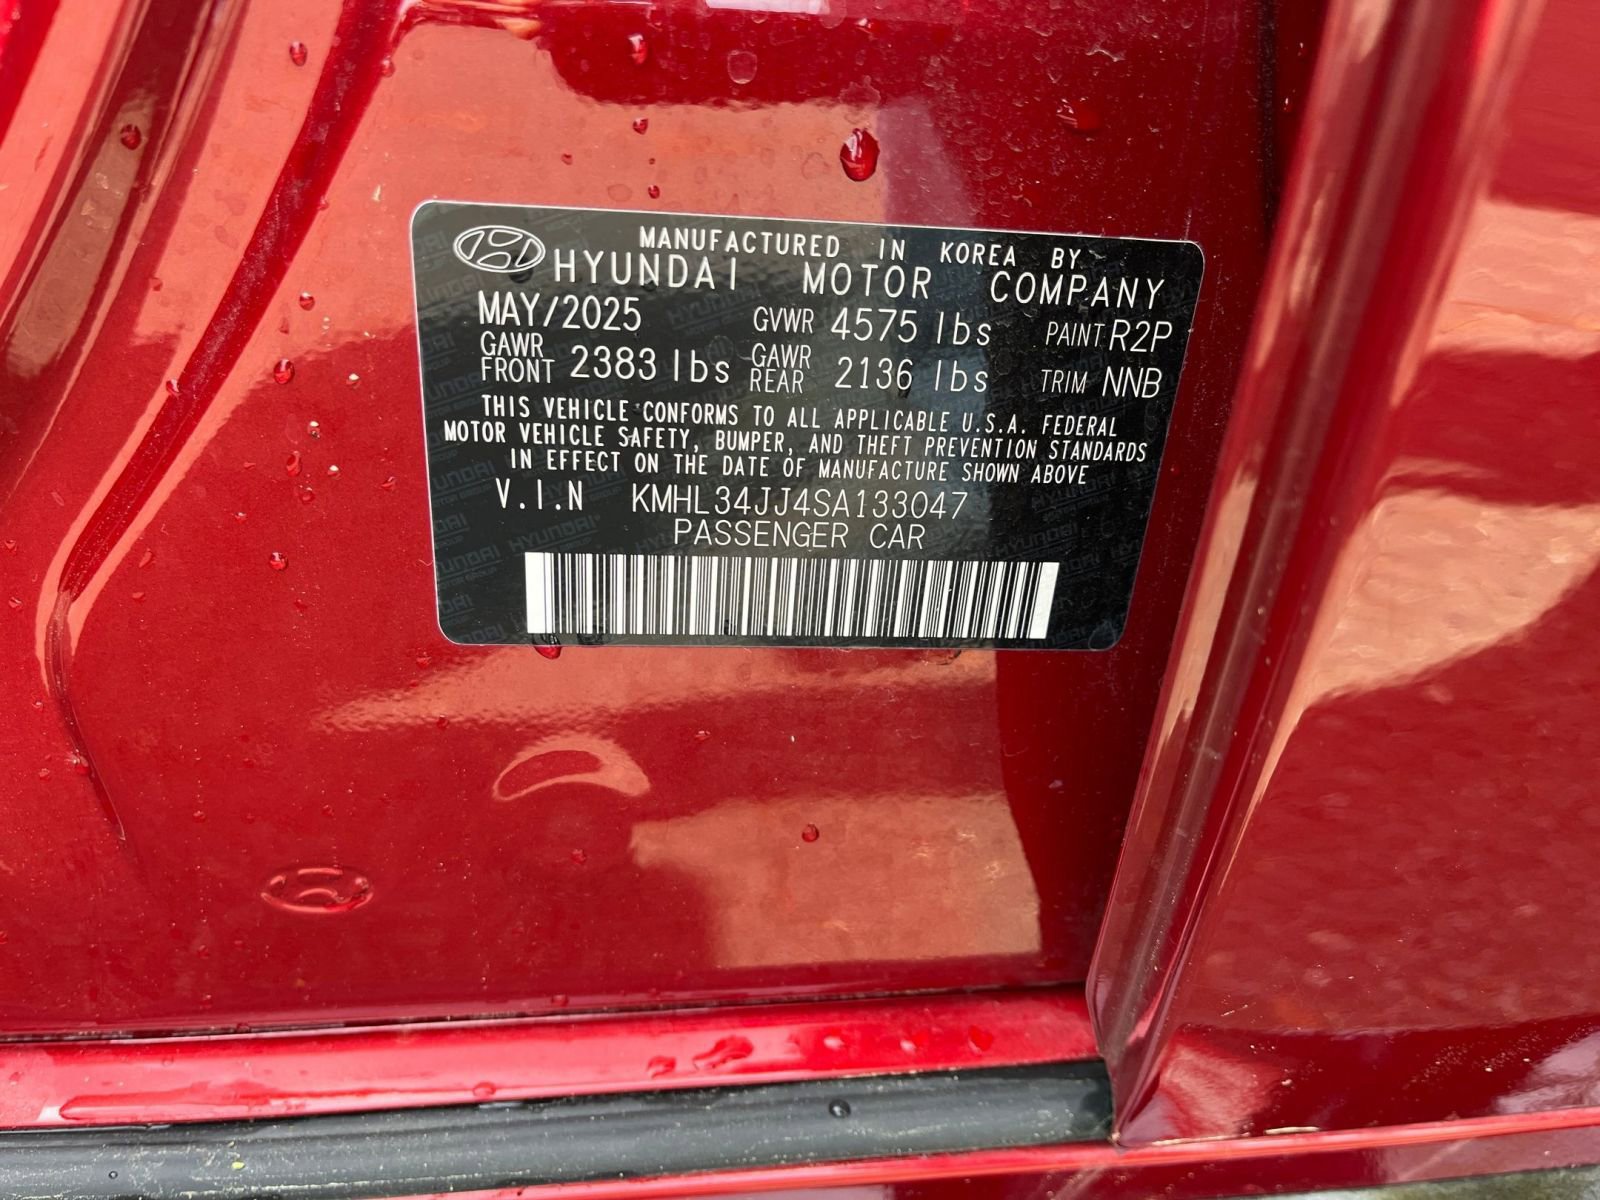 MANUFACTURED IN KOREA BY
HYUNDAI MOTOR COMPANY
MAY/2025 GVWR 4575 lbs PAINT R2P
GAWR FRONT 2383 lbs GAWR REAR 2136 lbs TRIM NNB
THIS VEHICLE CONFORMS TO ALL APPLICABLE U.S.A. FEDERAL
MOTOR VEHICLE SAFETY, BUMPER, AND THEFT PREVENTION STANDARDS
IN EFFECT ON THE DATE OF MANUFACTURE SHOWN ABOVE
V.I.N KMHL34JJ4SA133047
PASSENGER CAR